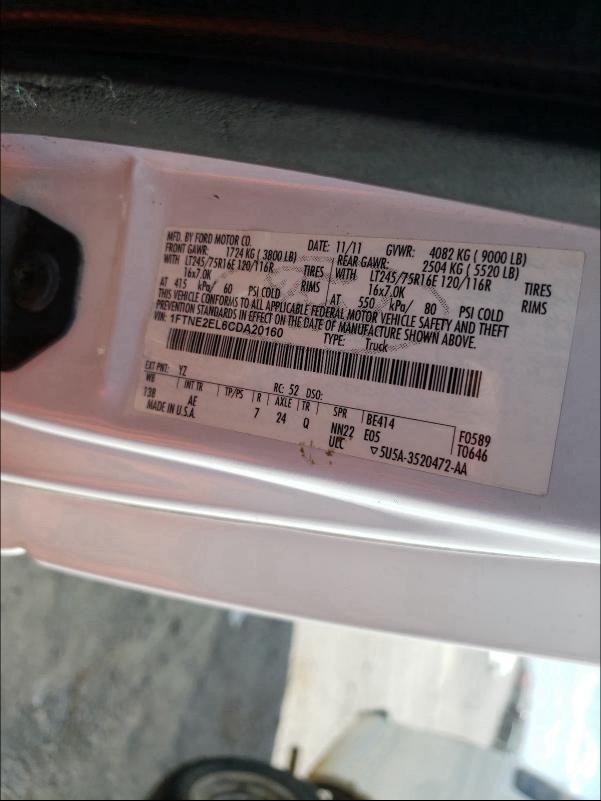 MFD. BY FORD MOTOR CO.
DATE: 11/11 GVWR: 4082 KG ( 9000 LB)
FRONT GAWR: 1724 KG ( 3800 LB) REAR GAWR: 2504 KG ( 5520 LB)
WITH LT245/75R16E 120/116R TIRES WITH LT245/75R16E 120/116R TIRES
16x7.0K RIMS 16x7.0K RIMS
AT 415 kPa/ 60 PSI COLD AT 550 kPa/ 80 PSI COLD
THIS VEHICLE CONFORMS TO ALL APPLICABLE FEDERAL MOTOR VEHICLE SAFETY AND THEFT
PREVENTION STANDARDS IN EFFECT ON THE DATE OF MANUFACTURE SHOWN ABOVE.
VIN: 1FTNE2EL6CDA20160 TYPE: Truck
EXT PNT: YZ RC: 52 DSO: F0589
T0646
WB INT TR TP/PS R AXLE TR SPR BE414
138 AE 7 24 Q NN22 E05
UCC
MADE IN U.S.A. ▽5U5A-3520472-AA